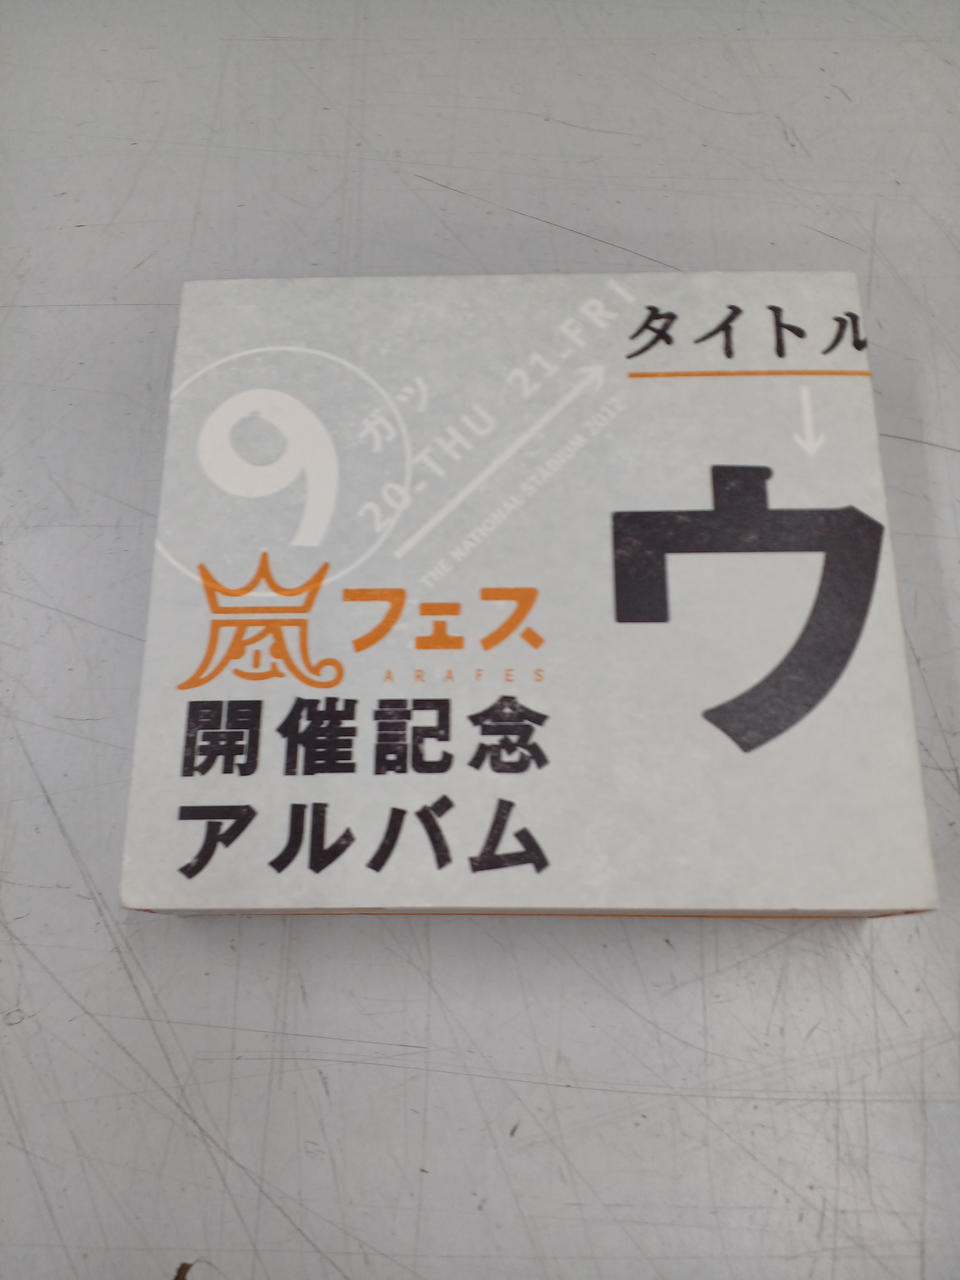 タイトル
9ガツ
20-THU 21-FRI
THE NATIONAL STADIUM 2012
ウ
嵐フェス
ARAFES
開催記念
アルバム